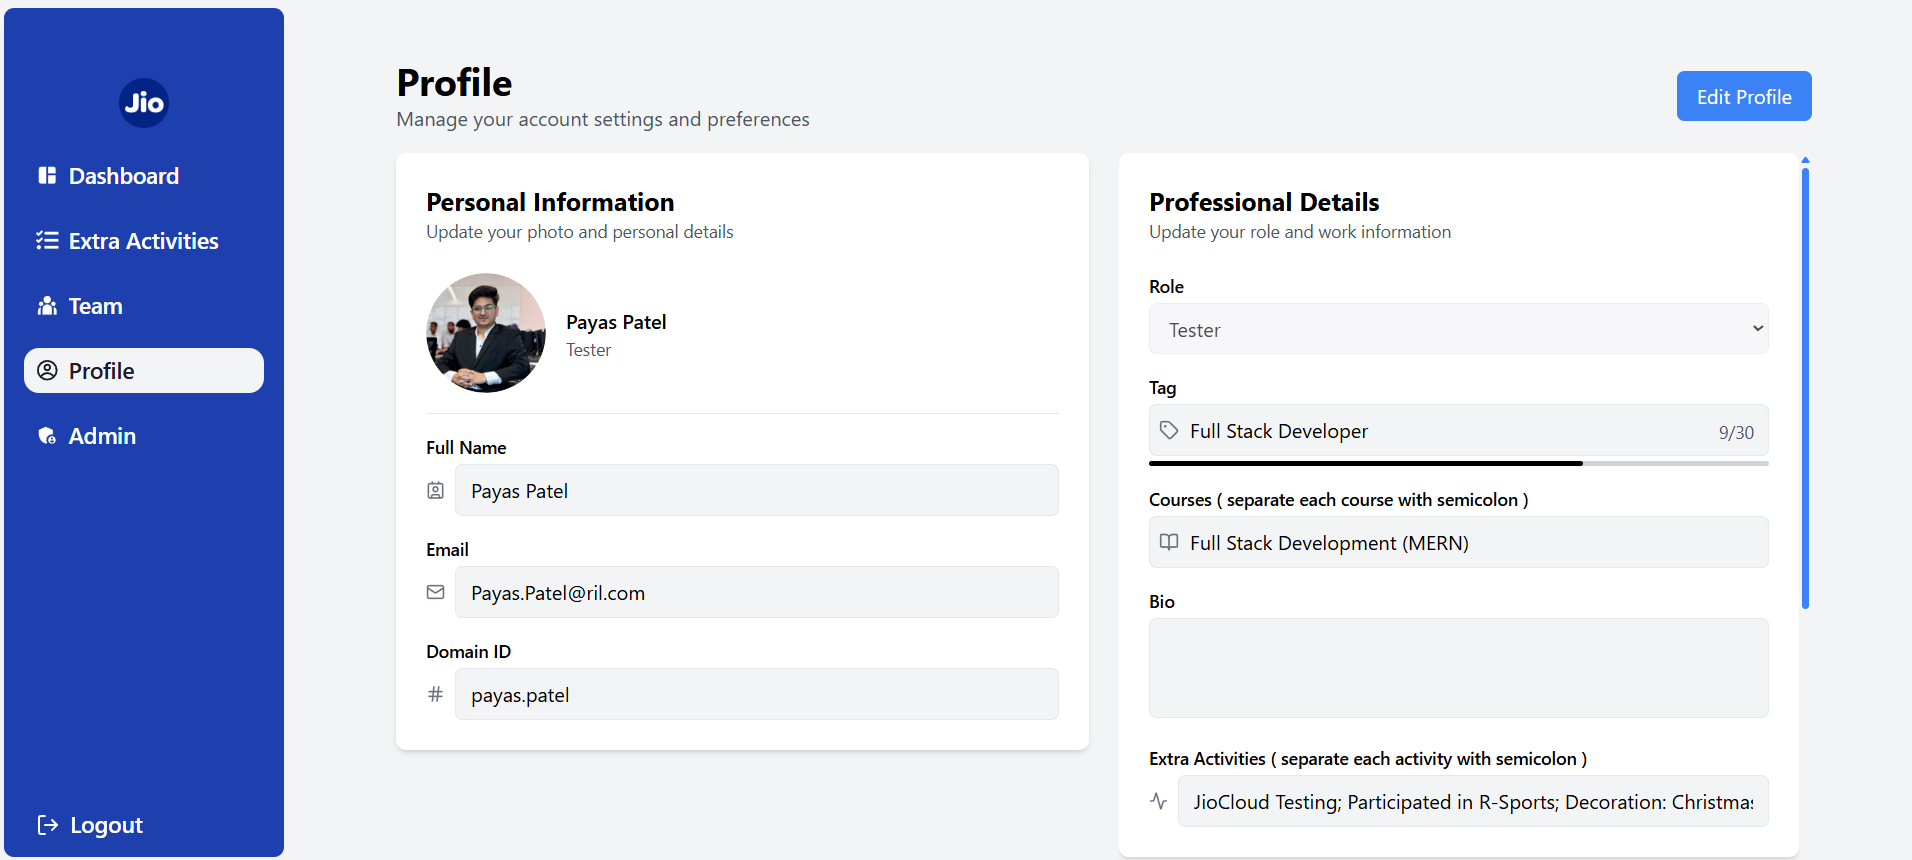 Jio
Dashboard
Extra Activities
Team
Profile
Admin
Logout
Profile
Manage your account settings and preferences
Edit Profile
Personal Information
Update your photo and personal details
Payas Patel
Tester
Full Name
Payas Patel
Email
Payas.Patel@ril.com
Domain ID
payas.patel
Professional Details
Update your role and work information
Role
Tester
Tag
Full Stack Developer 9/30
Courses ( separate each course with semicolon )
Full Stack Development (MERN)
Bio
Extra Activities ( separate each activity with semicolon )
JioCloud Testing; Participated in R-Sports; Decoration: Christmas